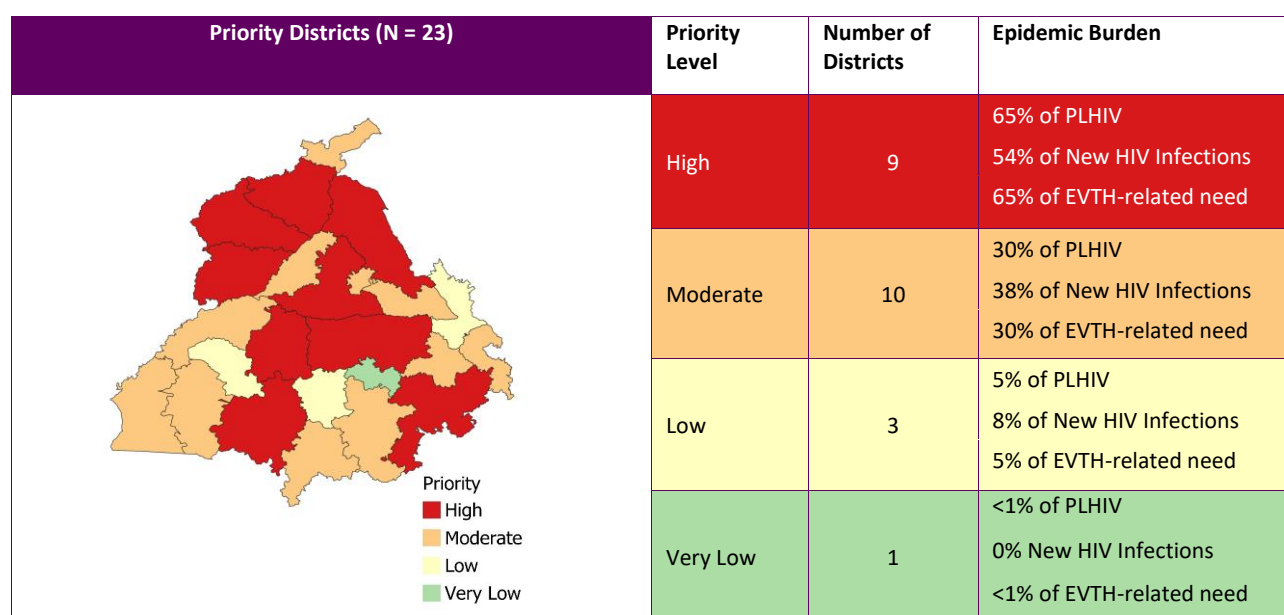 Priority Districts (N = 23)
Priority
Level
Number of
Districts
Epidemic Burden
High
9
65% of PLHIV
54% of New HIV Infections
65% of EVTH-related need
Moderate
10
30% of PLHIV
38% of New HIV Infections
30% of EVTH-related need
Low
3
5% of PLHIV
8% of New HIV Infections
5% of EVTH-related need
Very Low
1
<1% of PLHIV
0% New HIV Infections
<1% of EVTH-related need
Priority
High
Moderate
Low
Very Low